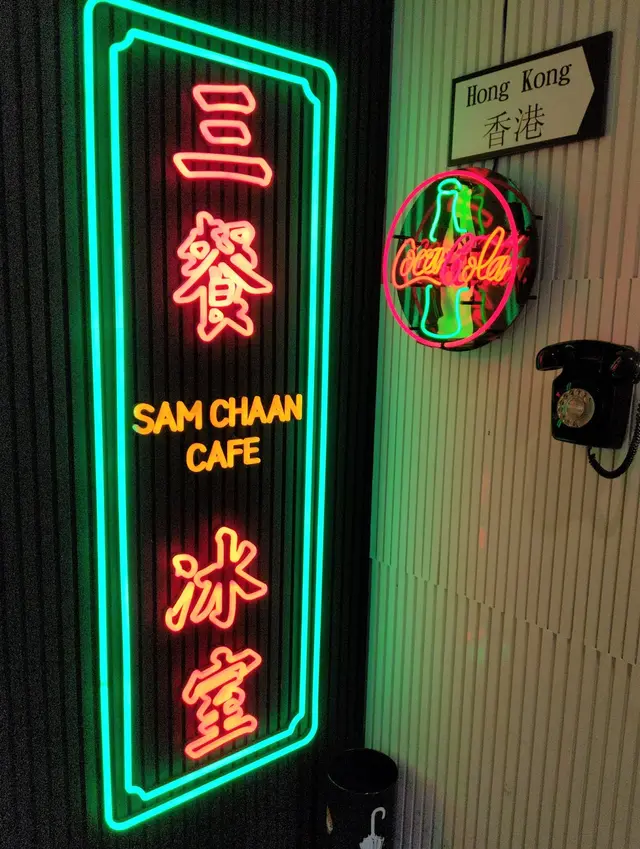 三
餐
SAM CHAAN
CAFE
冰
室
Hong Kong
香港
Coca-Cola